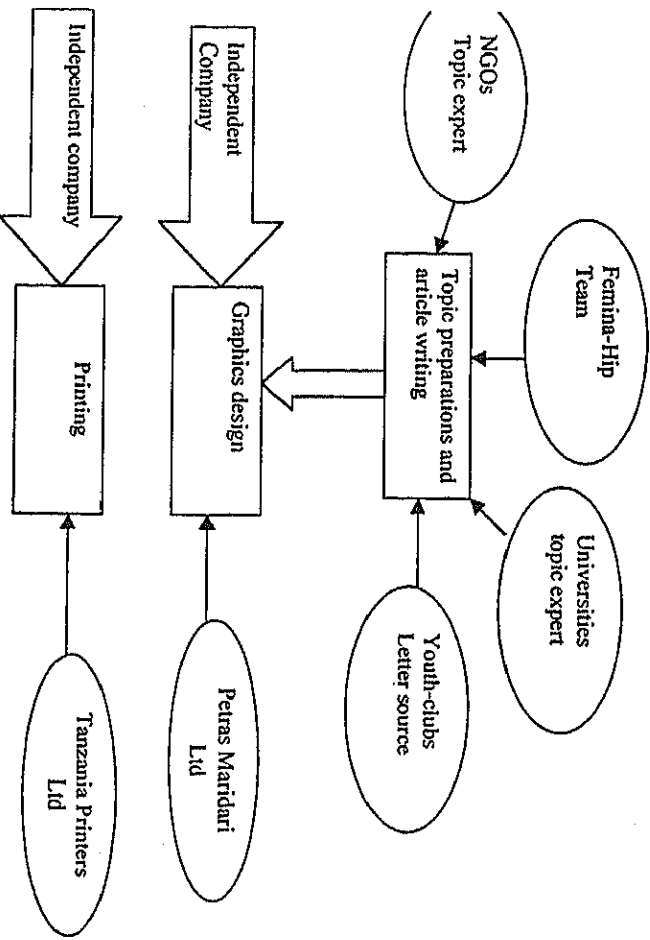 Femina-Hip
Team
Universities
topic expert
NGOs
Topic expert
Topic preparations and
article writing
Youth-clubs
Letter source
Independent
Company
Graphics design
Petras Maridari
Ltd
Independent company
Printing
Tanzania Printers
Ltd